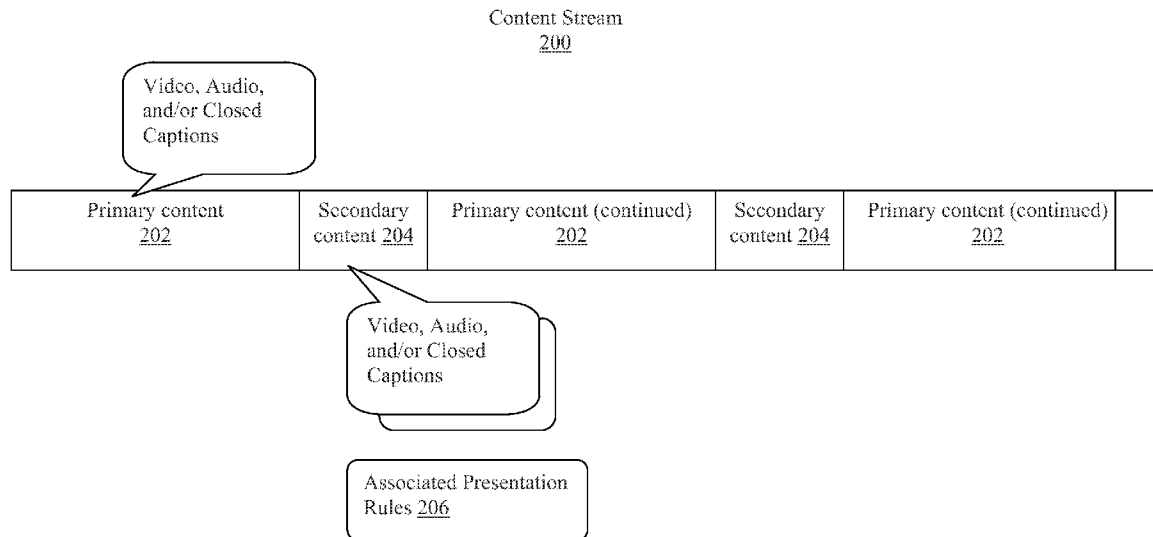 Content Stream
200
Video, Audio,
and/or Closed
Captions
Primary content
202
Secondary
content 204
Primary content (continued)
202
Secondary
content 204
Primary content (continued)
202
Video, Audio,
and/or Closed
Captions
Associated Presentation
Rules 206